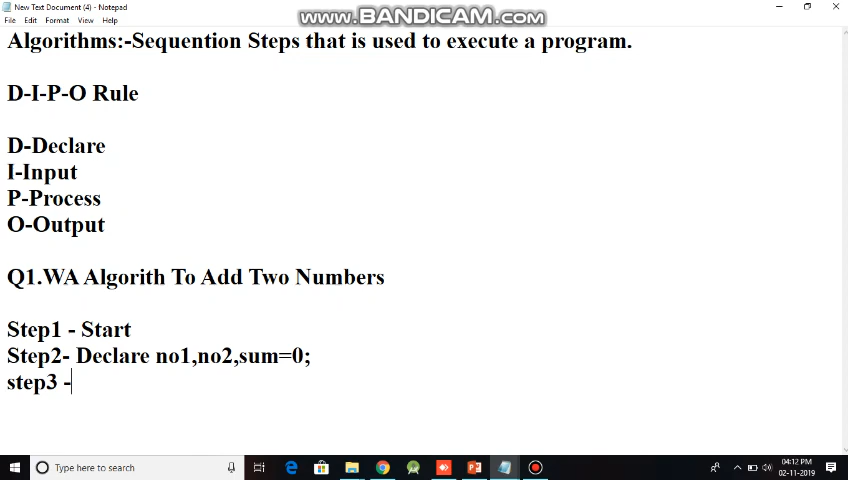 New Text Document (4) - Notepad
www.BANDICAM.com
File Edit Format View Help
Algorithms:-Sequention Steps that is used to execute a program.
D-I-P-O Rule
D-Declare
I-Input
P-Process
O-Output
Q1.WA Algorith To Add Two Numbers
Step1 - Start
Step2- Declare no1,no2,sum=0;
step3 -
Type here to search
04:12 PM
02-11-2019